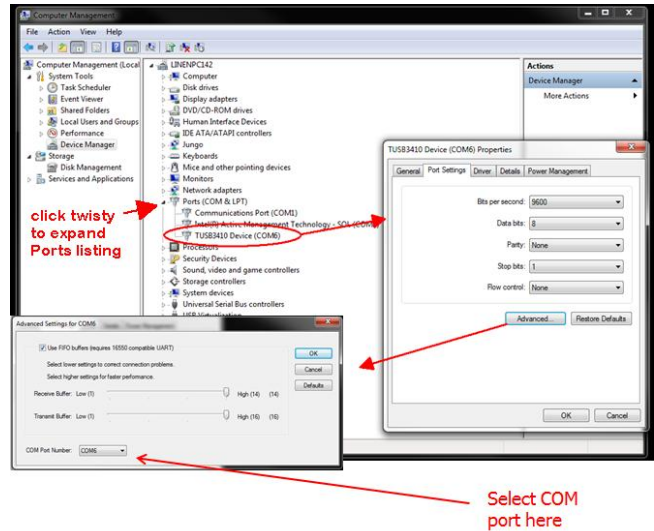 Computer Management
File Action View Help
Computer Management (Local
System Tools
Task Scheduler
Event Viewer
Shared Folders
Local Users and Groups
Performance
Device Manager
Storage
Disk Management
Services and Applications
LINENPC142
Computer
Disk drives
Display adapters
DVD/CD-ROM drives
Human Interface Devices
IDE ATA/ATAPI controllers
Jungo
Keyboards
Mice and other pointing devices
Monitors
Network adapters
Ports (COM & LPT)
Communications Port (COM1)
Intel(R) Active Management Technology - SOL (COM
TUSB3410 Device (COM6)
Processors
Security Devices
Sound, video and game controllers
Storage controllers
System devices
Universal Serial Bus controllers
USB Virtualization
Actions
Device Manager
More Actions
click twisty
to expand
Ports listing
TUSB3410 Device (COM6) Properties
General Port Settings Driver Details Power Management
Bits per second: 9600
Data bits: 8
Parity: None
Stop bits: 1
Flow control: None
Advanced... Restore Defaults
OK Cancel
Advanced Settings for COM6
Use FIFO buffers (requires 16550 compatible UART)
Select lower settings to correct connection problems.
Select higher settings for faster performance.
Receive Buffer: Low (1) High (14) (14)
Transmit Buffer: Low (1) High (16) (16)
COM Port Number: COM6
OK
Cancel
Defaults
Select COM
port here